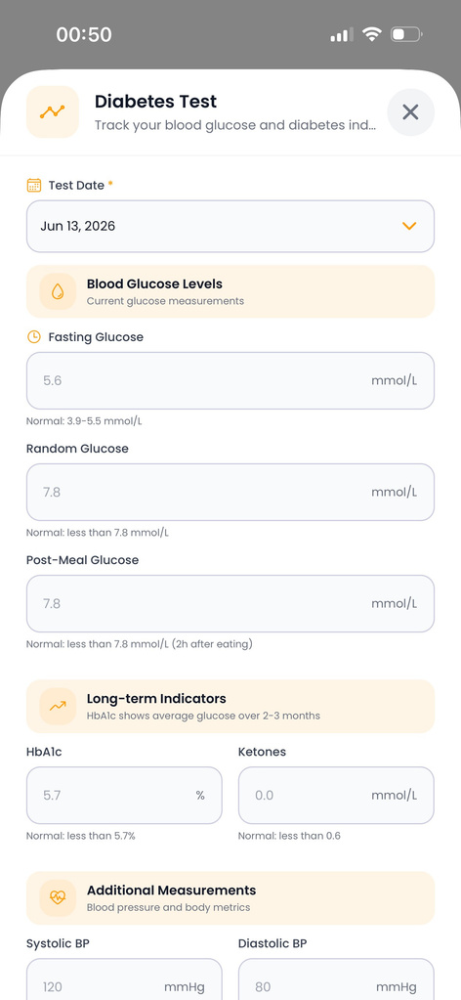 00:50
Diabetes Test
Track your blood glucose and diabetes ind...
Test Date *
Jun 13, 2026
Blood Glucose Levels
Current glucose measurements
Fasting Glucose
5.6 mmol/L
Normal: 3.9-5.5 mmol/L
Random Glucose
7.8 mmol/L
Normal: less than 7.8 mmol/L
Post-Meal Glucose
7.8 mmol/L
Normal: less than 7.8 mmol/L (2h after eating)
Long-term Indicators
HbA1c shows average glucose over 2-3 months
HbA1c Ketones
5.7 % 0.0 mmol/L
Normal: less than 5.7% Normal: less than 0.6
Additional Measurements
Blood pressure and body metrics
Systolic BP Diastolic BP
120 mmHg 80 mmHg